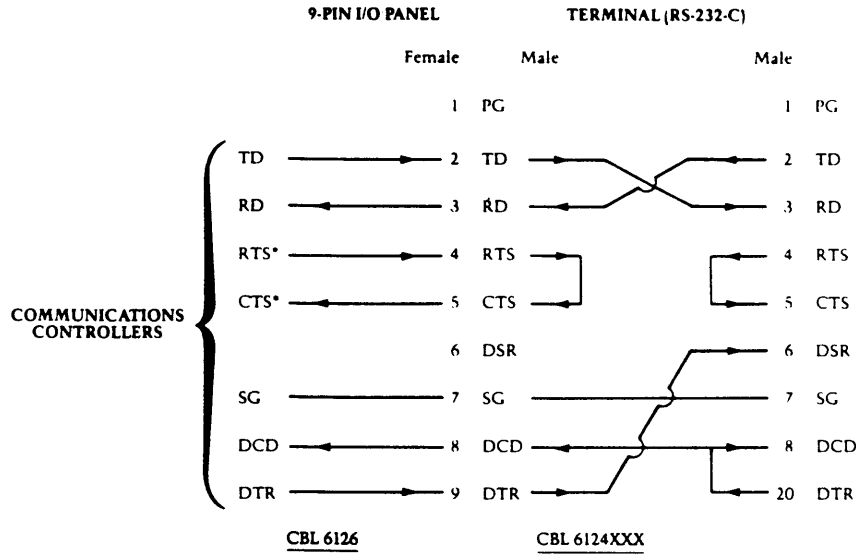 9-PIN I/O PANEL TERMINAL (RS-232-C)
Female Male Male
1 PG 1 PG
TD 2 TD 2 TD
RD 3 RD 3 RD
RTS* 4 RTS 4 RTS
CTS* 5 CTS 5 CTS
COMMUNICATIONS
CONTROLLERS
6 DSR 6 DSR
SG 7 SG 7 SG
DCD 8 DCD 8 DCD
DTR 9 DTR 20 DTR
CBL 6126 CBL 6124XXX